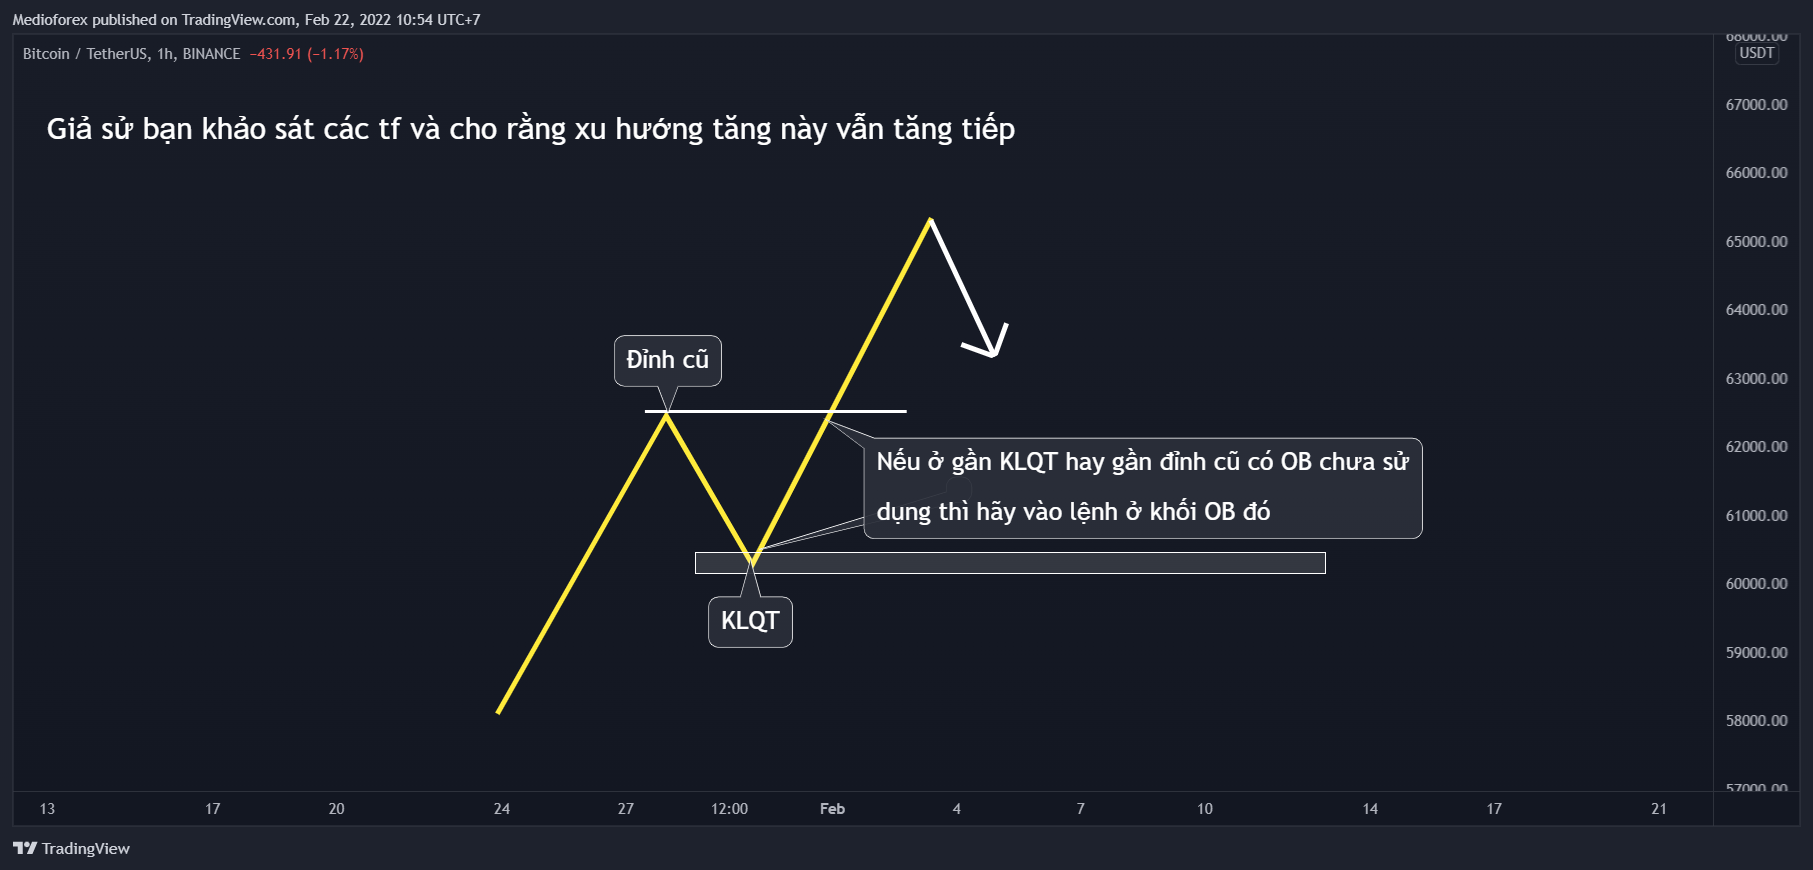 Medioforex published on TradingView.com, Feb 22, 2022 10:54 UTC+7
Bitcoin / TetherUS, 1h, BINANCE −431.91 (−1.17%)
68000.00
USDT
Giả sử bạn khảo sát các tf và cho rằng xu hướng tăng này vẫn tăng tiếp
67000.00
66000.00
65000.00
64000.00
Đỉnh cũ
63000.00
Nếu ở gần KLQT hay gần đỉnh cũ có OB chưa sử
dụng thì hãy vào lệnh ở khối OB đó
62000.00
61000.00
60000.00
KLQT
59000.00
58000.00
57000.00
13 17 20 24 27 12:00 Feb 4 7 10 14 17 21
TradingView